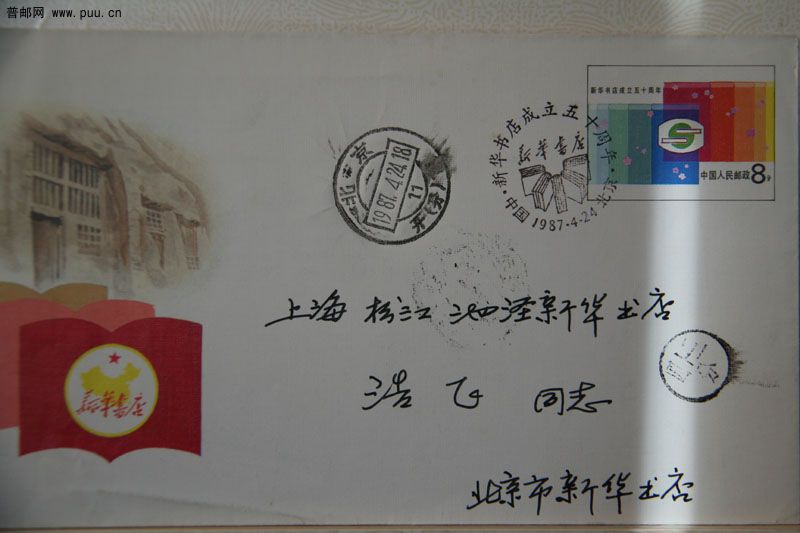 普邮网 www.puu.cn
新华书店成立五十周年
中国人民邮政 8分
新华书店成立五十周年·北京
新华书店
中国 1987-4-24
北京
1987.4.24.18
11
上海 松江 泗泾新华书店
浩飞 同志
北京市新华书店
新华书店